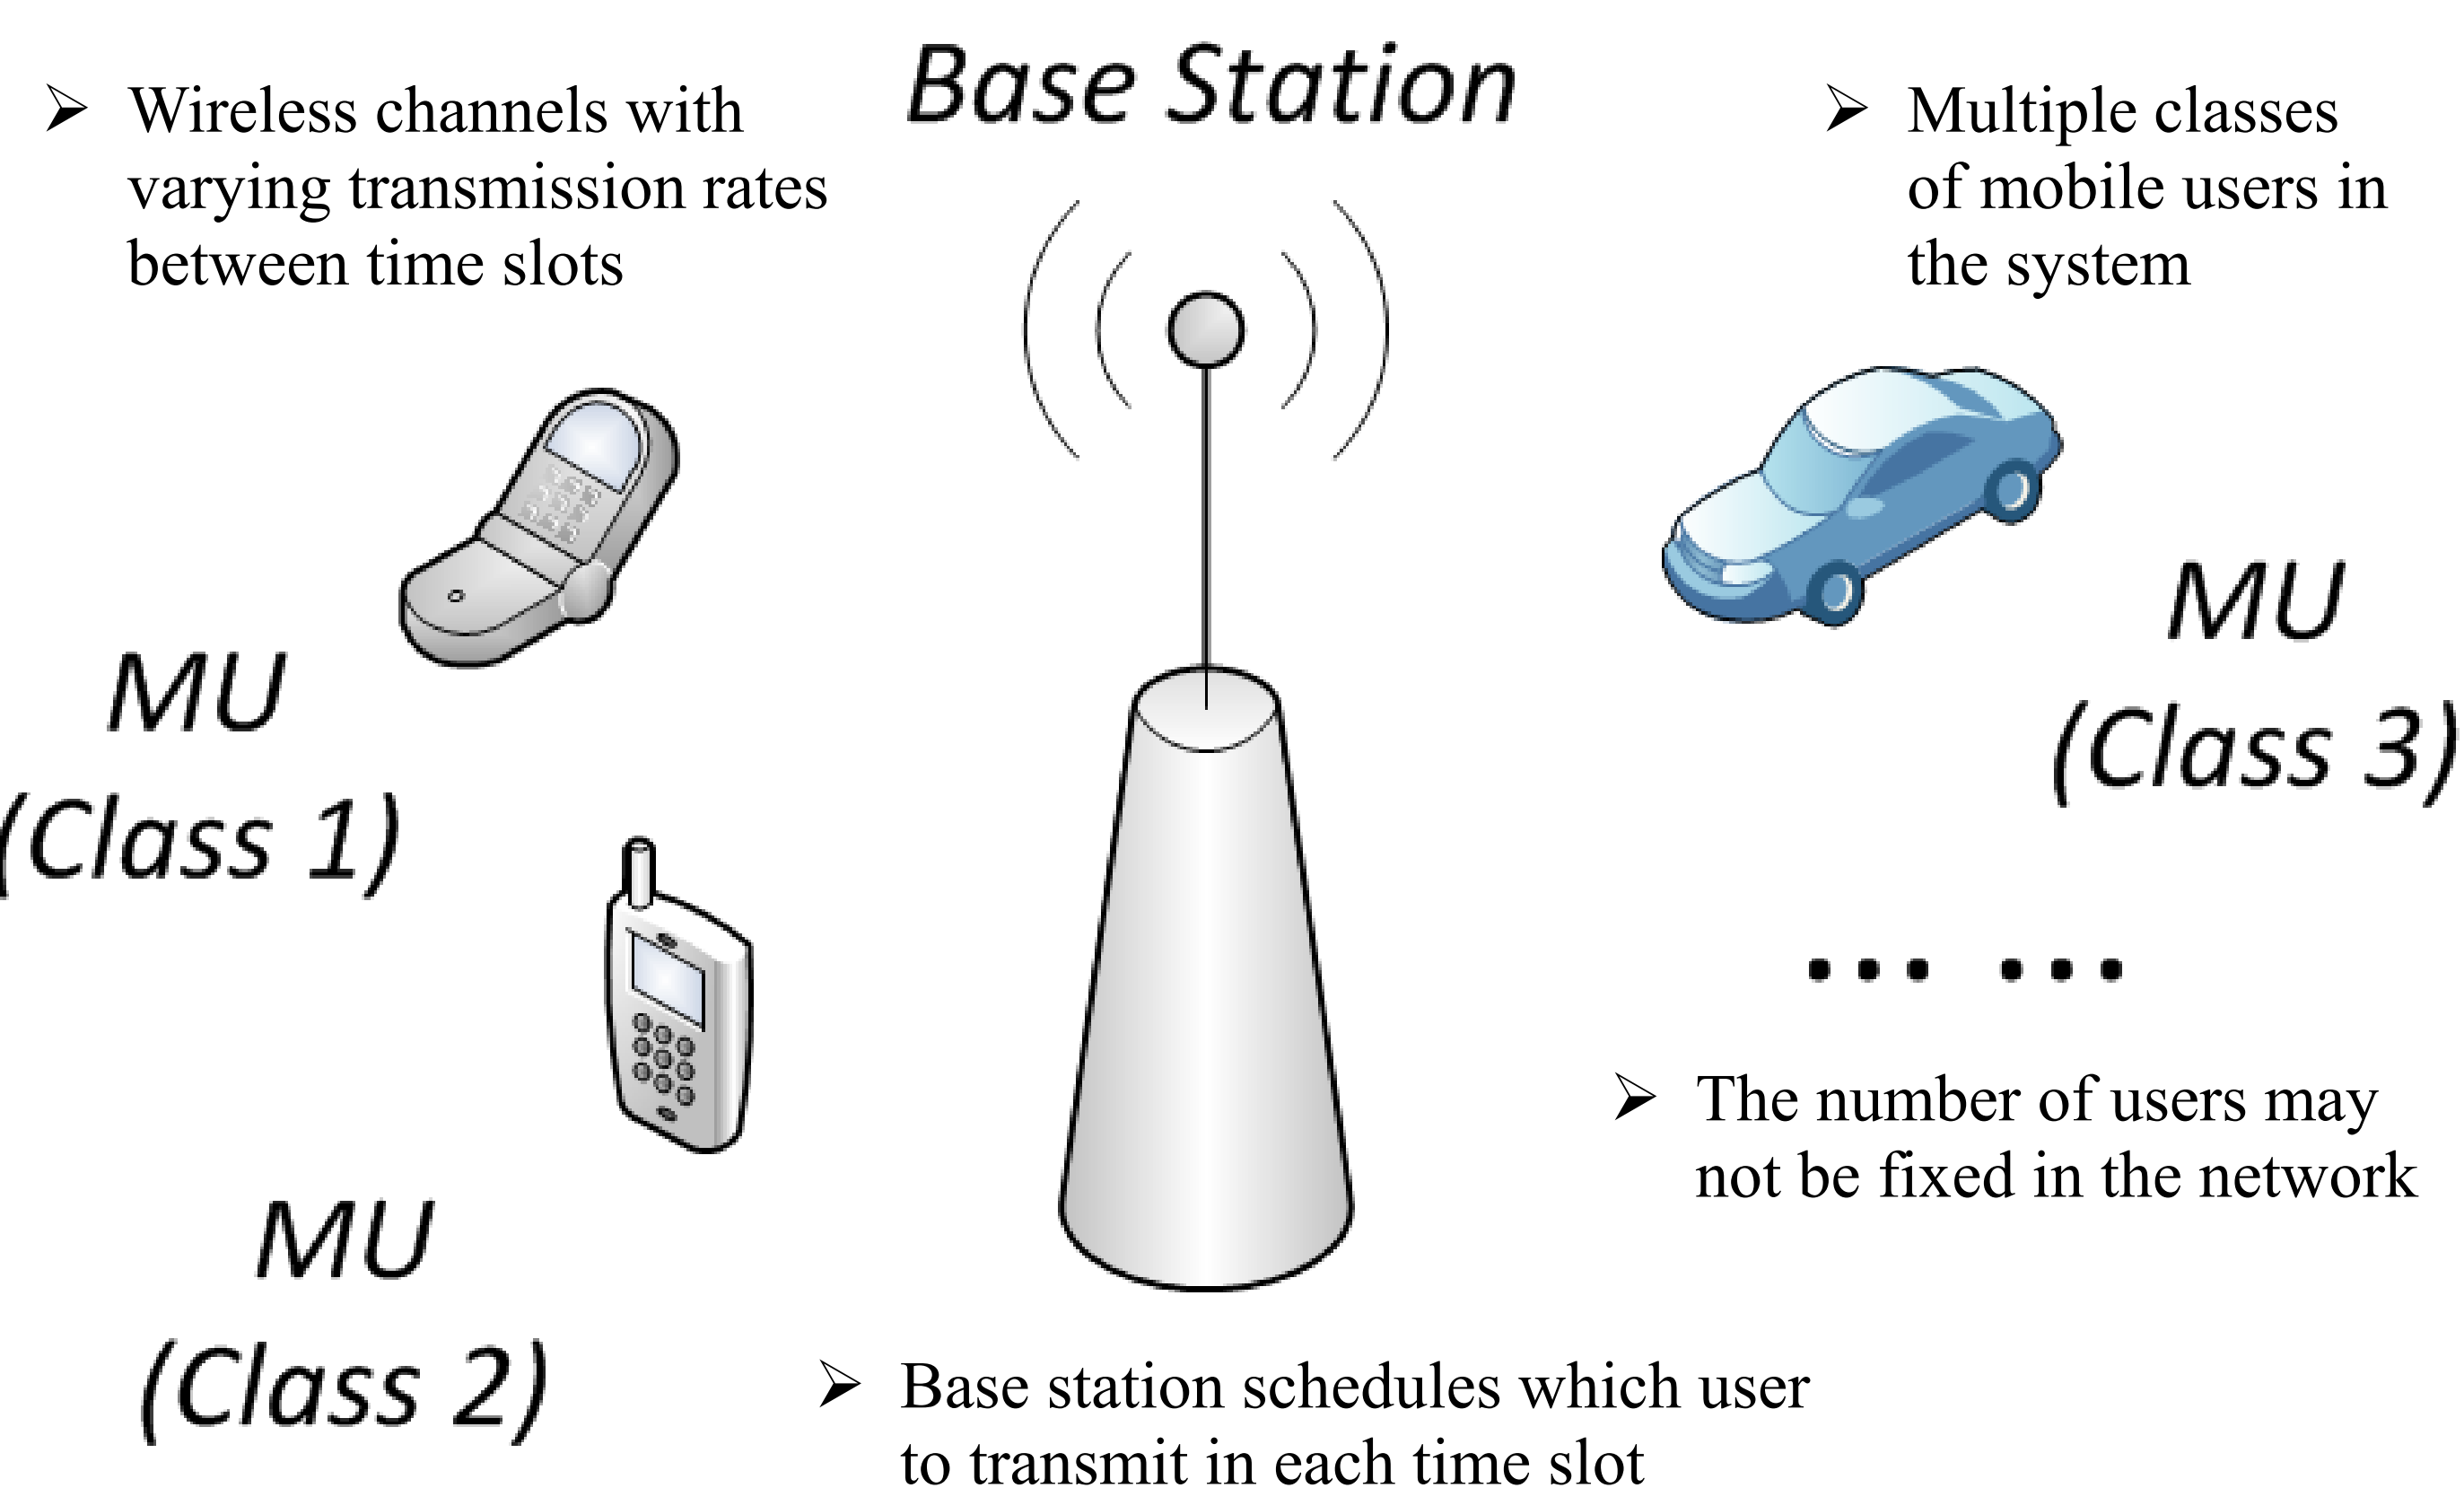 Base Station
➢ Wireless channels with
varying transmission rates
between time slots
➢ Multiple classes
of mobile users in
the system
MU
(Class 1)
MU
(Class 3)
... ...
➢ The number of users may
not be fixed in the network
MU
(Class 2)
➢ Base station schedules which user
to transmit in each time slot